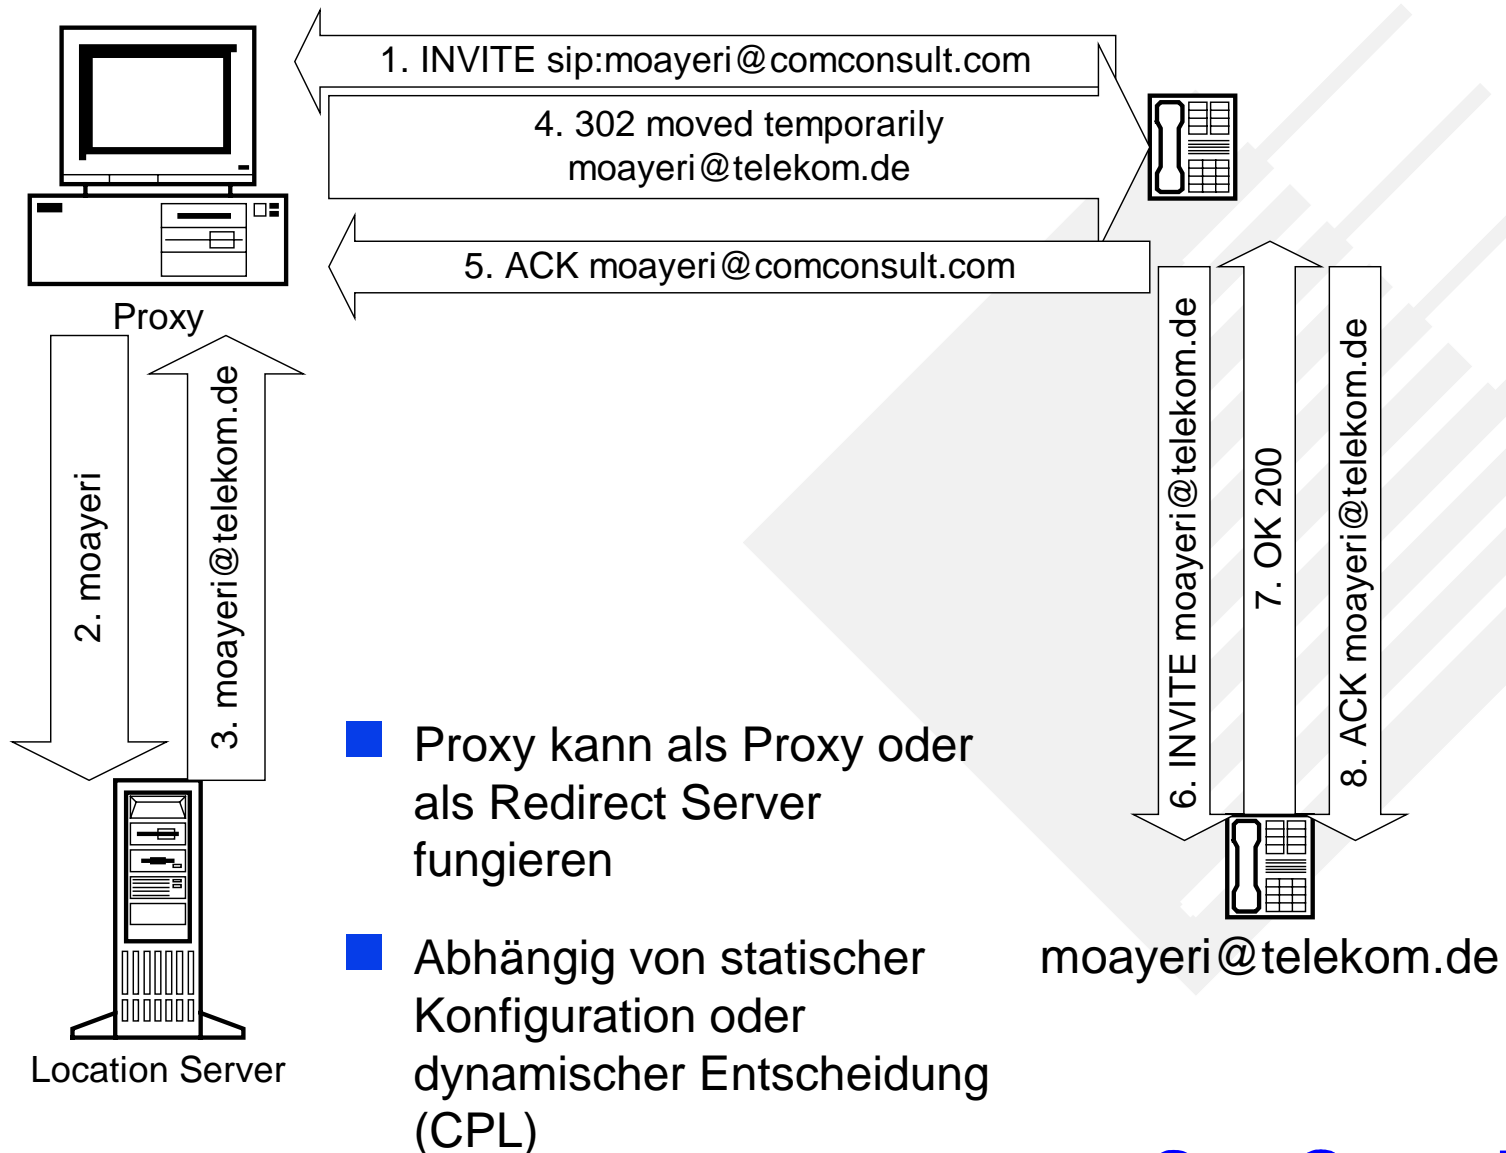 1. INVITE sip:moayeri@comconsult.com
4. 302 moved temporarily
moayeri@telekom.de
5. ACK moayeri@comconsult.com
Proxy
2. moayeri
3. moayeri@telekom.de
6. INVITE moayeri@telekom.de
7. OK 200
8. ACK moayeri@telekom.de
Proxy kann als Proxy oder
als Redirect Server
fungieren
Abhängig von statischer
Konfiguration oder
dynamischer Entscheidung
(CPL)
moayeri@telekom.de
Location Server